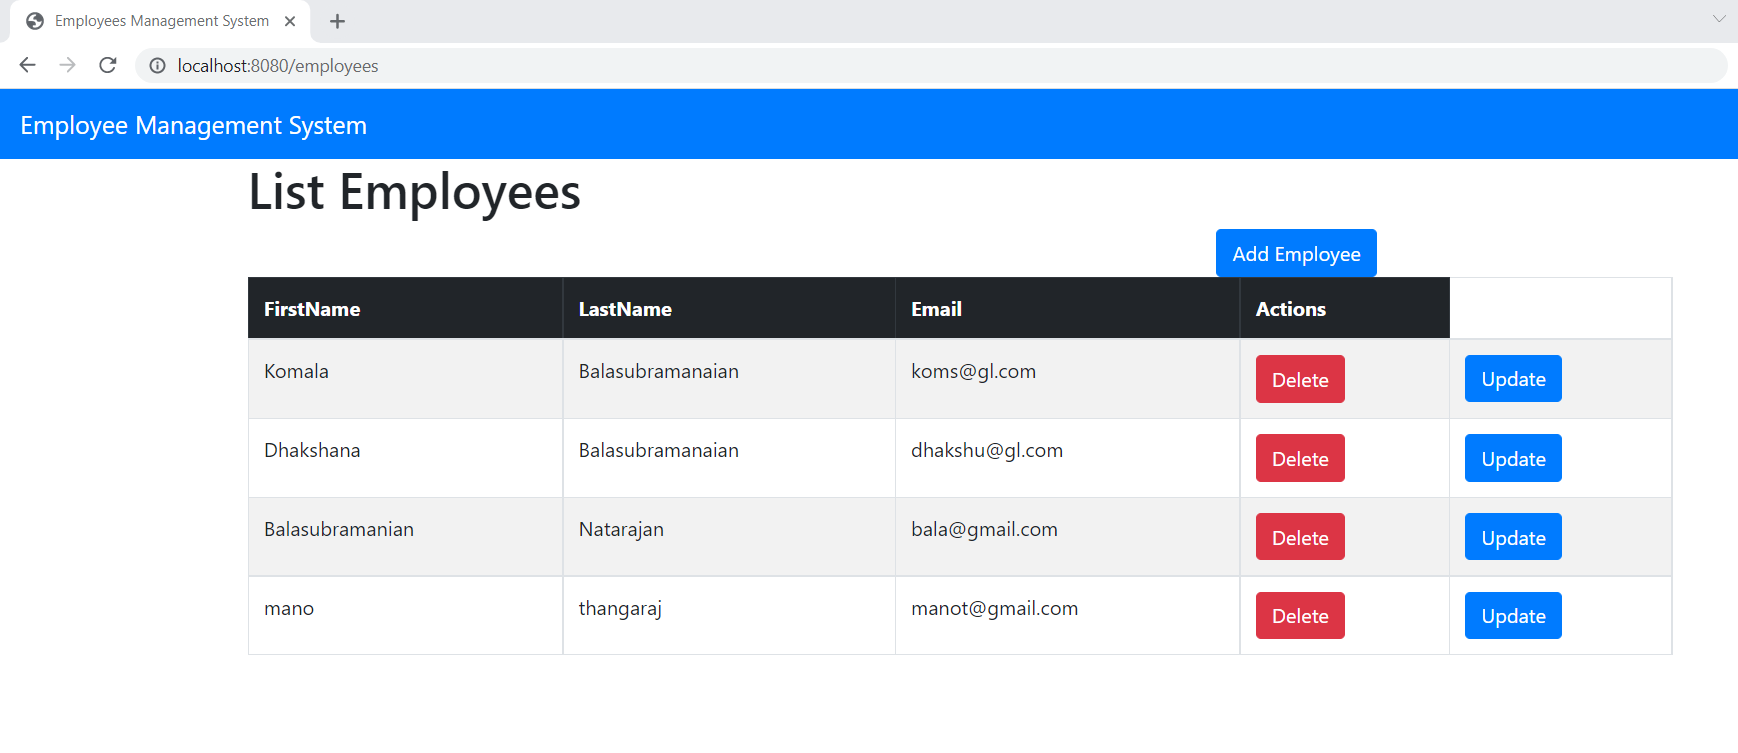 Employees Management System
localhost:8080/employees
Employee Management System
List Employees
Add Employee
FirstName LastName Email Actions
Komala Balasubramanaian koms@gl.com Delete Update
Dhakshana Balasubramanaian dhakshu@gl.com Delete Update
Balasubramanian Natarajan bala@gmail.com Delete Update
mano thangaraj manot@gmail.com Delete Update